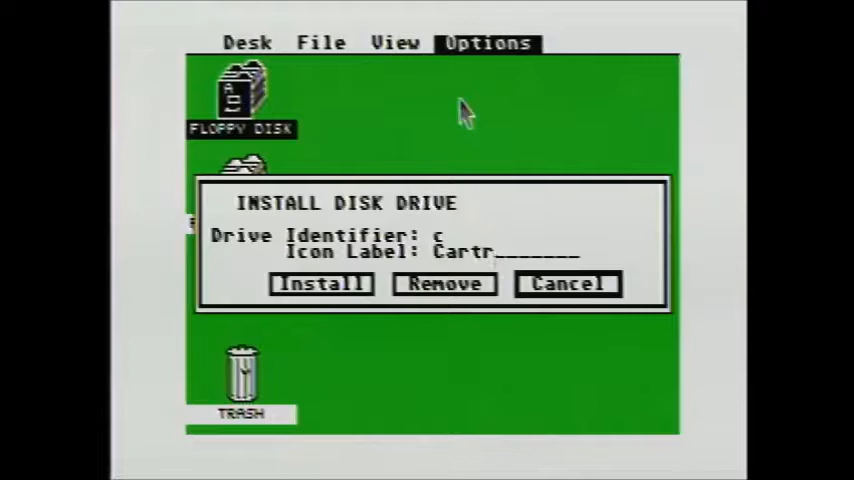 Desk File View Options
A
FLOPPY DISK
INSTALL DISK DRIVE
Drive Identifier: c
Icon Label: Cartr_______
Install Remove Cancel
TRASH